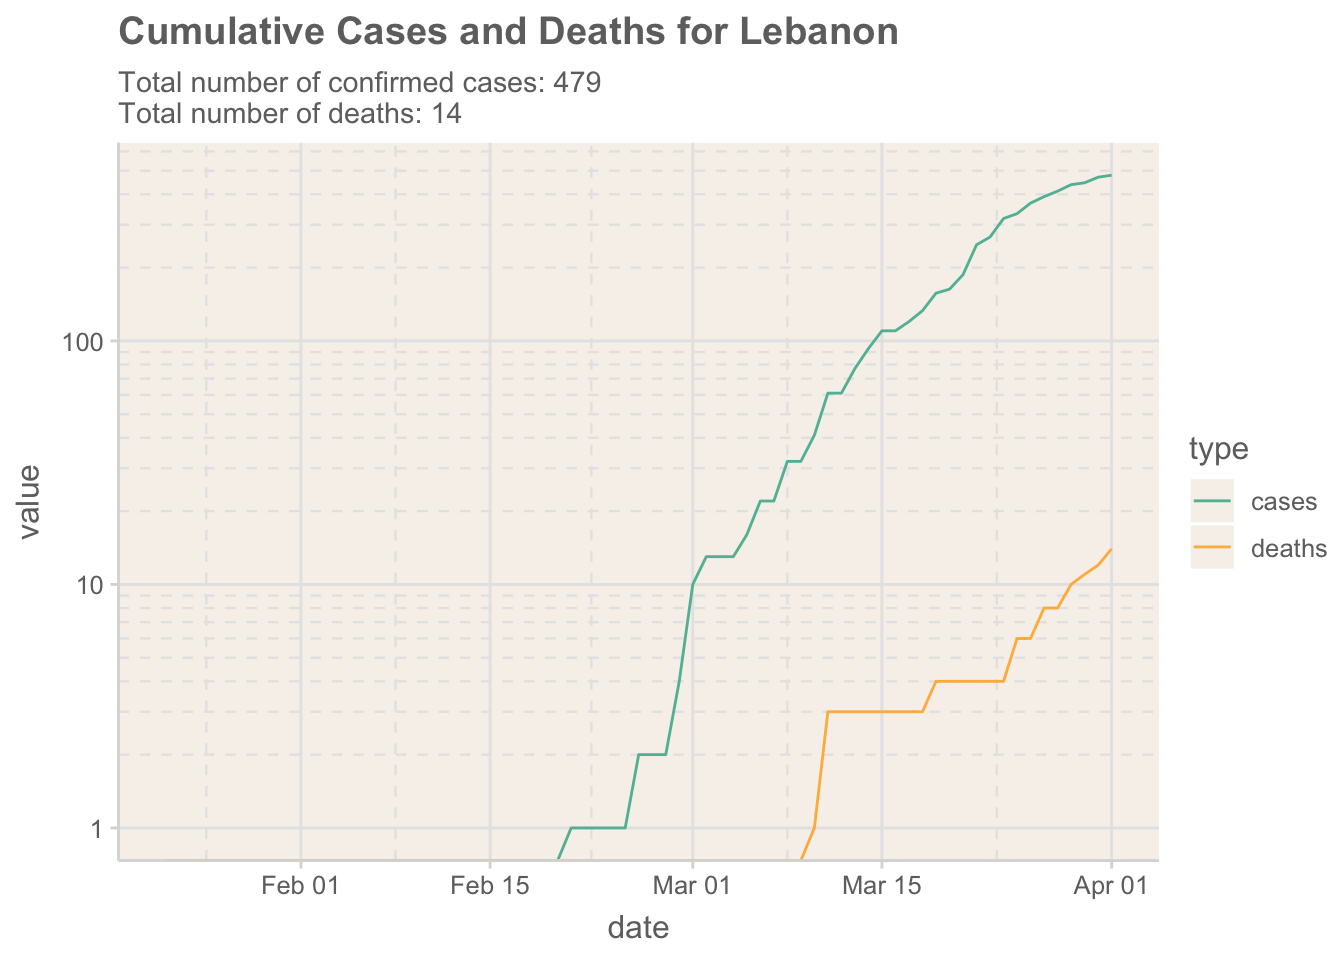 Cumulative Cases and Deaths for Lebanon
Total number of confirmed cases: 479
Total number of deaths: 14
value
100
10
1
Feb 01
Feb 15
Mar 01
Mar 15
Apr 01
date
type
cases
deaths